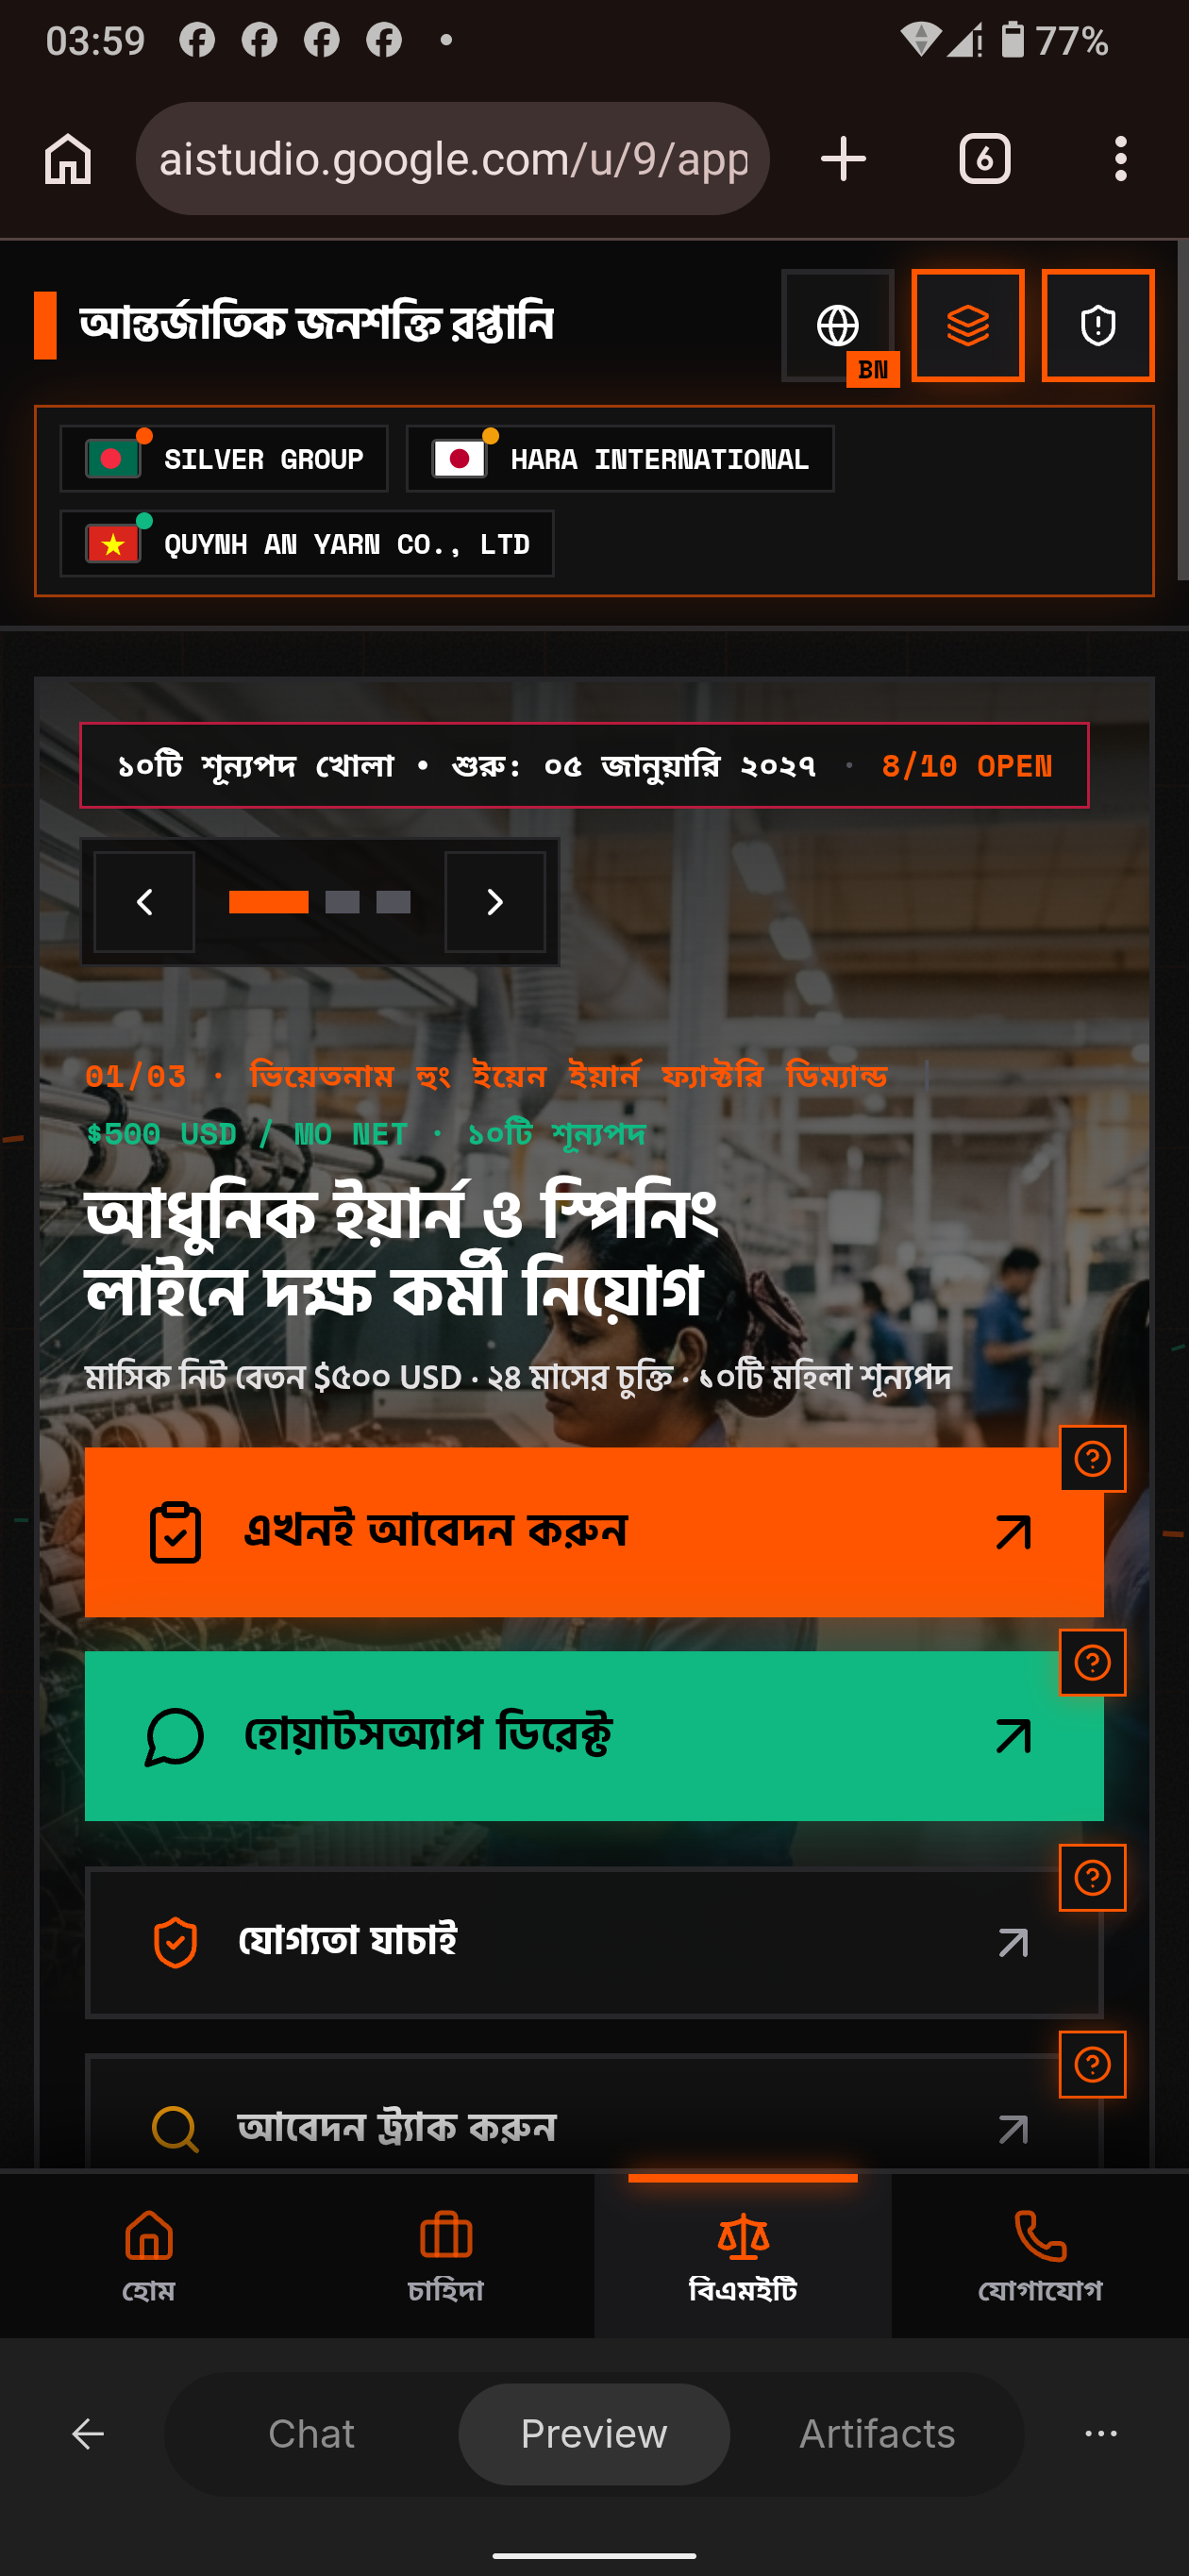 03:59
77%
aistudio.google.com/u/9/app
6
আন্তর্জাতিক জনশক্তি রপ্তানি
BN
SILVER GROUP
HARA INTERNATIONAL
QUYNH AN YARN CO., LTD
১০টি শূন্যপদ খোলা • শুরু: ০৫ জানুয়ারি ২০২৭ · 8/10 OPEN
01/03 · ভিয়েতনাম হুং ইয়েন ইয়ার্ন ফ্যাক্টরি ডিম্যান্ড |
$500 USD / MO NET · ১০টি শূন্যপদ
আধুনিক ইয়ার্ন ও স্পিনিং
লাইনে দক্ষ কর্মী নিয়োগ
মাসিক নিট বেতন $৫০০ USD · ২৪ মাসের চুক্তি · ১০টি মহিলা শূন্যপদ
এখনই আবেদন করুন
হোয়াটসঅ্যাপ ডিরেক্ট
যোগ্যতা যাচাই
আবেদন ট্র্যাক করুন
হোম
চাহিদা
বিএমইটি
যোগাযোগ
Chat
Preview
Artifacts